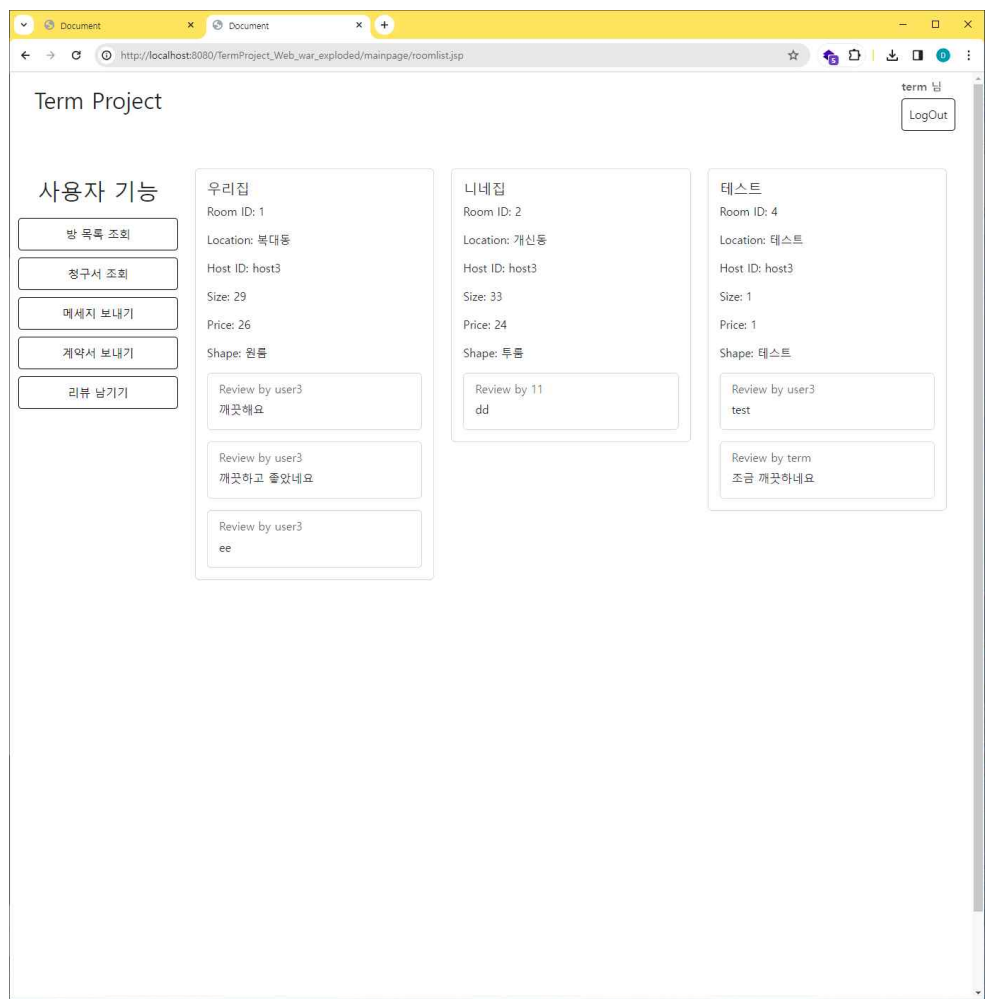 Document
Document
http://localhost:8080/TermProject_Web_war_exploded/mainpage/roomlist.jsp
S
D
Term Project
term 님
LogOut
사용자 기능
방 목록 조회
청구서 조회
메세지 보내기
계약서 보내기
리뷰 남기기
우리집
Room ID: 1
Location: 복대동
Host ID: host3
Size: 29
Price: 26
Shape: 원룸
Review by user3
깨끗해요
Review by user3
깨끗하고 좋았네요
Review by user3
ee
니네집
Room ID: 2
Location: 개신동
Host ID: host3
Size: 33
Price: 24
Shape: 투룸
Review by 11
dd
테스트
Room ID: 4
Location: 테스트
Host ID: host3
Size: 1
Price: 1
Shape: 테스트
Review by user3
test
Review by term
조금 깨끗하네요